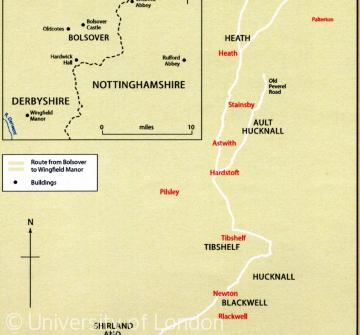 Abbey
Palterton
Bolsover
Castle
Oldcotes
BOLSOVER
HEATH
Heath
Hardwick
Hall
Rufford
Abbey
NOTTINGHAMSHIRE
Old
Peverel
Road
DERBYSHIRE
Wingfield
Manor
R. Derwent
0 miles 10
Stainsby
AULT
HUCKNALL
Astwith
Route from Bolsover
to Wingfield Manor
Buildings
Hardstoft
Pilsley
N
Tibshelf
TIBSHELF
HUCKNALL
Newton
BLACKWELL
Blackwell
SHIRLAND
AND
© University of London